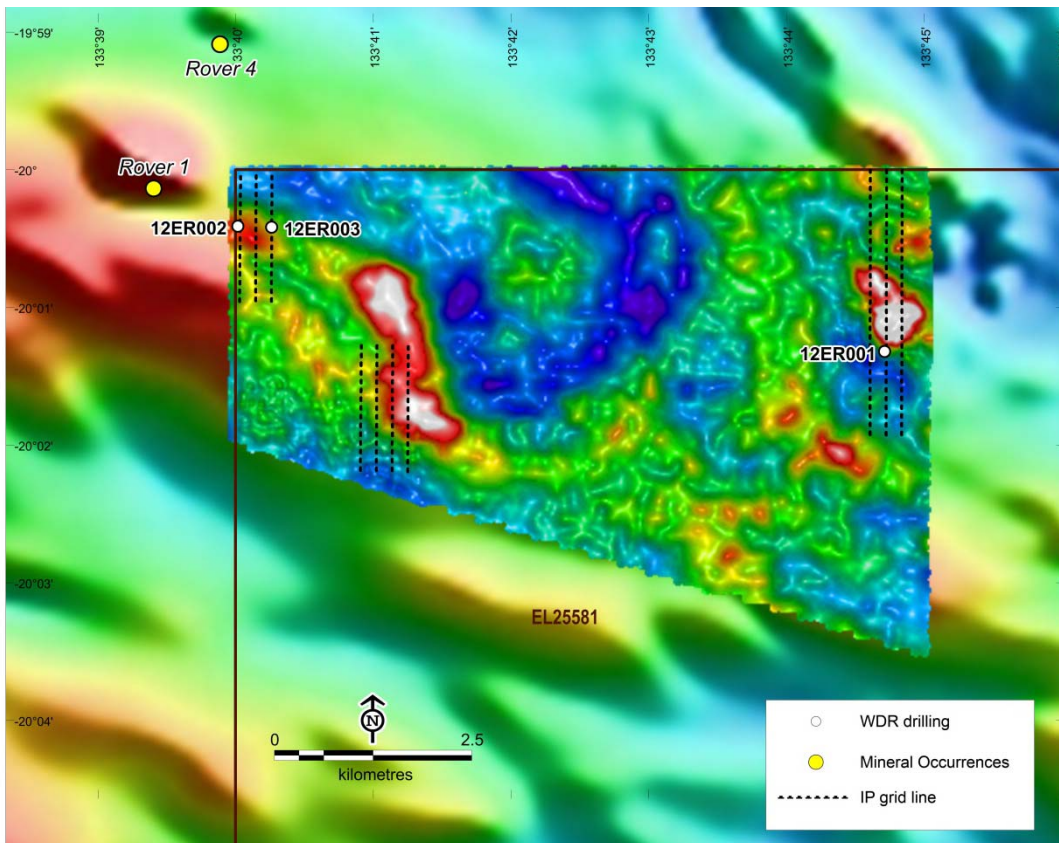 133°39'
133°40'
133°41'
133°42'
133°43'
133°44'
133°45'
-19°59'
Rover 4
-20°
Rover 1
12ER002
12ER003
-20°01'
12ER001
-20°02'
-20°03'
EL25581
-20°04'
N
0
2.5
kilometres
WDR drilling
Mineral Occurrences
IP grid line